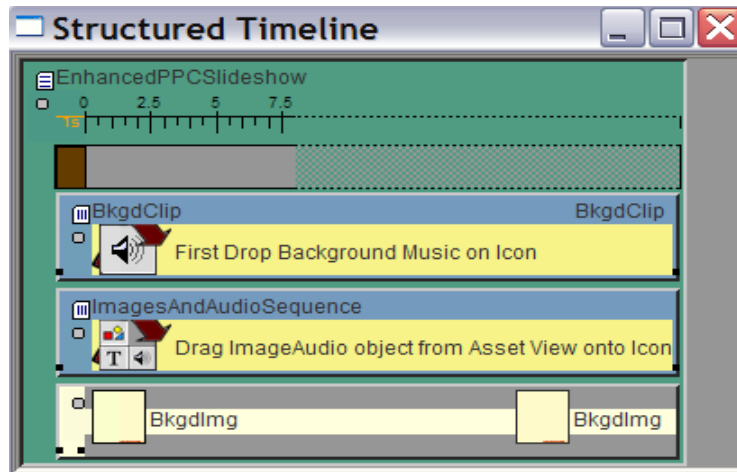 Structured Timeline
EnhancedPPCSlideshow
0 2.5 5 7.5
1s
BkgdClip BkgdClip
First Drop Background Music on Icon
ImagesAndAudioSequence
T
Drag ImageAudio object from Asset View onto Icon
BkgdImg BkgdImg